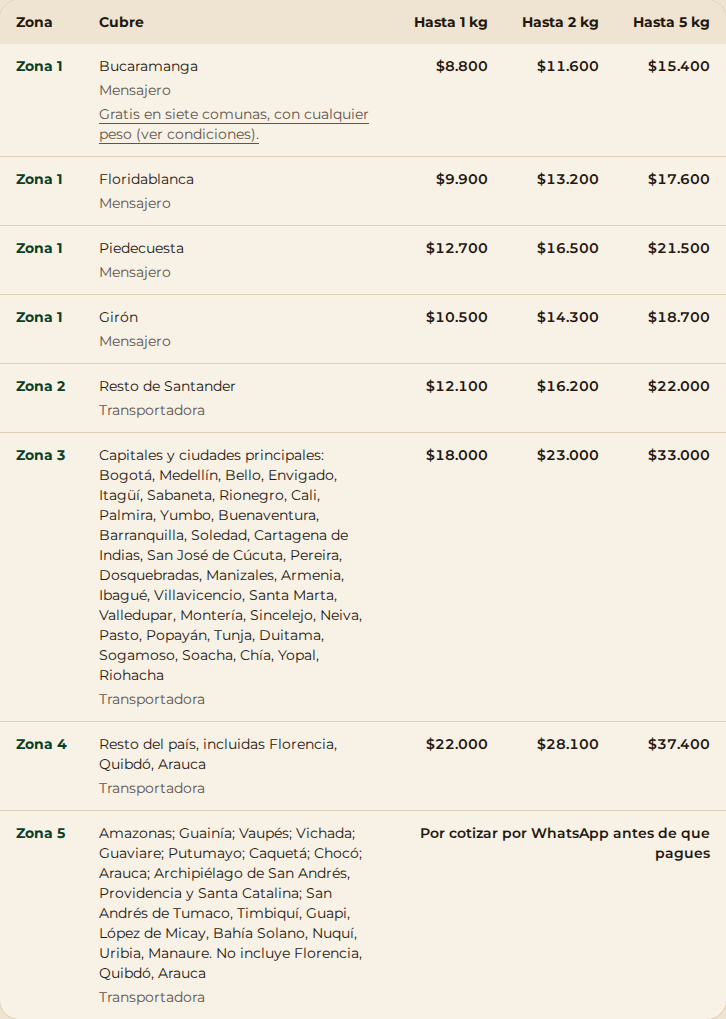 Zona Cubre Hasta 1 kg Hasta 2 kg Hasta 5 kg
Zona 1 Bucaramanga $8.800 $11.600 $15.400
Mensajero
Gratis en siete comunas, con cualquier
peso (ver condiciones).
Zona 1 Floridablanca $9.900 $13.200 $17.600
Mensajero
Zona 1 Piedecuesta $12.700 $16.500 $21.500
Mensajero
Zona 1 Girón $10.500 $14.300 $18.700
Mensajero
Zona 2 Resto de Santander $12.100 $16.200 $22.000
Transportadora
Zona 3 Capitales y ciudades principales: $18.000 $23.000 $33.000
Bogotá, Medellín, Bello, Envigado,
Itagüí, Sabaneta, Rionegro, Cali,
Palmira, Yumbo, Buenaventura,
Barranquilla, Soledad, Cartagena de
Indias, San José de Cúcuta, Pereira,
Dosquebradas, Manizales, Armenia,
Ibagué, Villavicencio, Santa Marta,
Valledupar, Montería, Sincelejo, Neiva,
Pasto, Popayán, Tunja, Duitama,
Sogamoso, Soacha, Chía, Yopal,
Riohacha
Transportadora
Zona 4 Resto del país, incluidas Florencia, $22.000 $28.100 $37.400
Quibdó, Arauca
Transportadora
Zona 5 Amazonas; Guainía; Vaupés; Vichada; Por cotizar por WhatsApp antes de que
Guaviare; Putumayo; Caquetá; Chocó; pagues
Arauca; Archipiélago de San Andrés,
Providencia y Santa Catalina; San
Andrés de Tumaco, Timbiquí, Guapi,
López de Micay, Bahía Solano, Nuquí,
Uribia, Manaure. No incluye Florencia,
Quibdó, Arauca
Transportadora